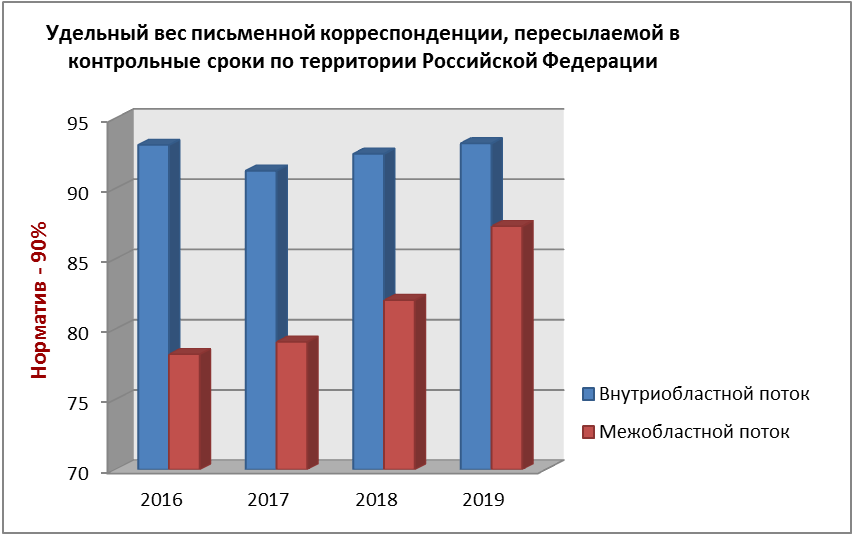 Удельный вес письменной корреспонденции, пересылаемой в
контрольные сроки по территории Российской Федерации
Норматив - 90%
95
90
85
80
75
70
2016
2017
2018
2019
Внутриобластной поток
Межобластной поток